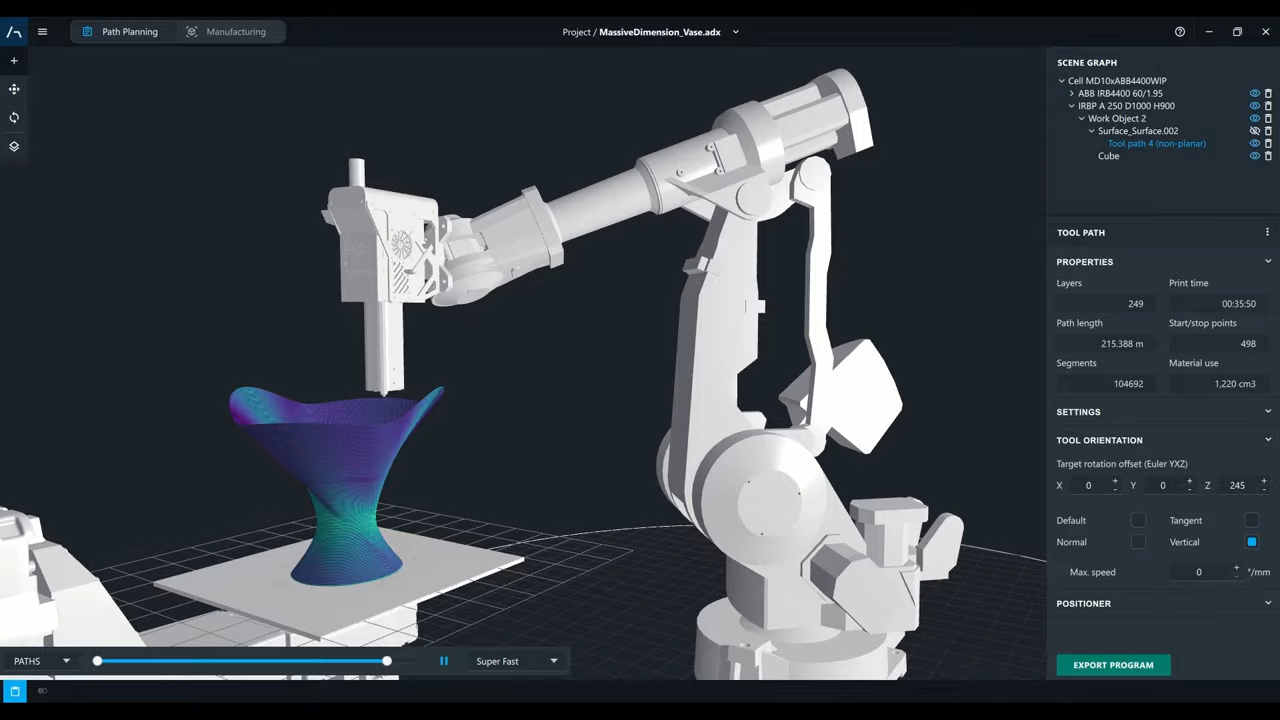 Path Planning
Manufacturing
Project / MassiveDimension_Vase.adx
SCENE GRAPH
Cell MD10xABB4400WIP
ABB IRB4400 60/1.95
IRBP A 250 D1000 H900
Work Object 2
Surface_Surface.002
Tool path 4 (non-planar)
Cube
TOOL PATH
PROPERTIES
Layers
Print time
249
00:35:50
Path length
Start/stop points
215.388 m
498
Segments
Material use
104692
1,220 cm3
SETTINGS
TOOL ORIENTATION
Target rotation offset (Euler YXZ)
X 0 Y 0 Z 245
Default
Tangent
Normal
Vertical
Max. speed 0 °/mm
POSITIONER
EXPORT PROGRAM
PATHS
Super Fast